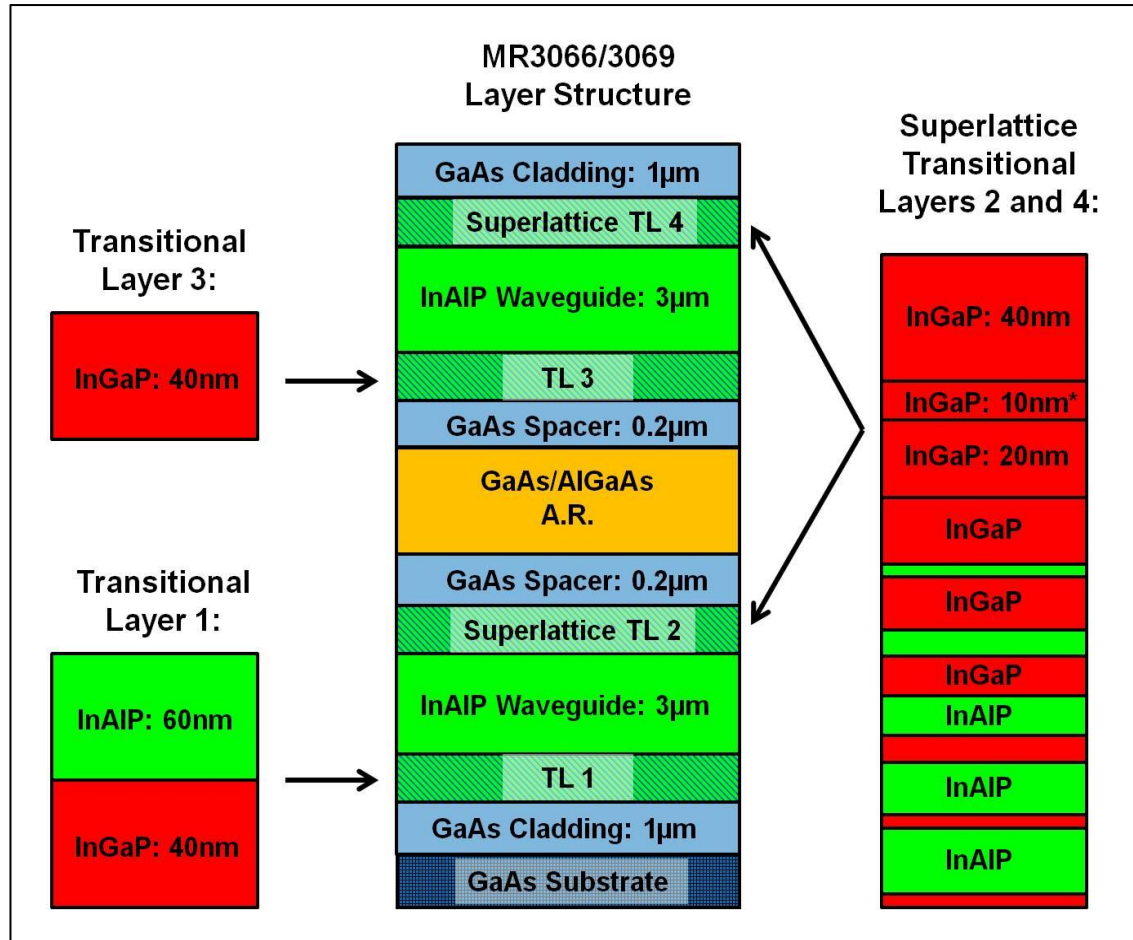 MR3066/3069
Layer Structure
GaAs Cladding: 1µm
Superlattice TL 4
InAlP Waveguide: 3µm
TL 3
GaAs Spacer: 0.2µm
GaAs/AlGaAs
A.R.
GaAs Spacer: 0.2µm
Superlattice TL 2
InAlP Waveguide: 3µm
TL 1
GaAs Cladding: 1µm
GaAs Substrate
Transitional
Layer 3:
InGaP: 40nm
Transitional
Layer 1:
InAlP: 60nm
InGaP: 40nm
Superlattice
Transitional
Layers 2 and 4:
InGaP: 40nm
InGaP: 10nm*
InGaP: 20nm
InGaP
InGaP
InGaP
InAlP
InAlP
InAlP